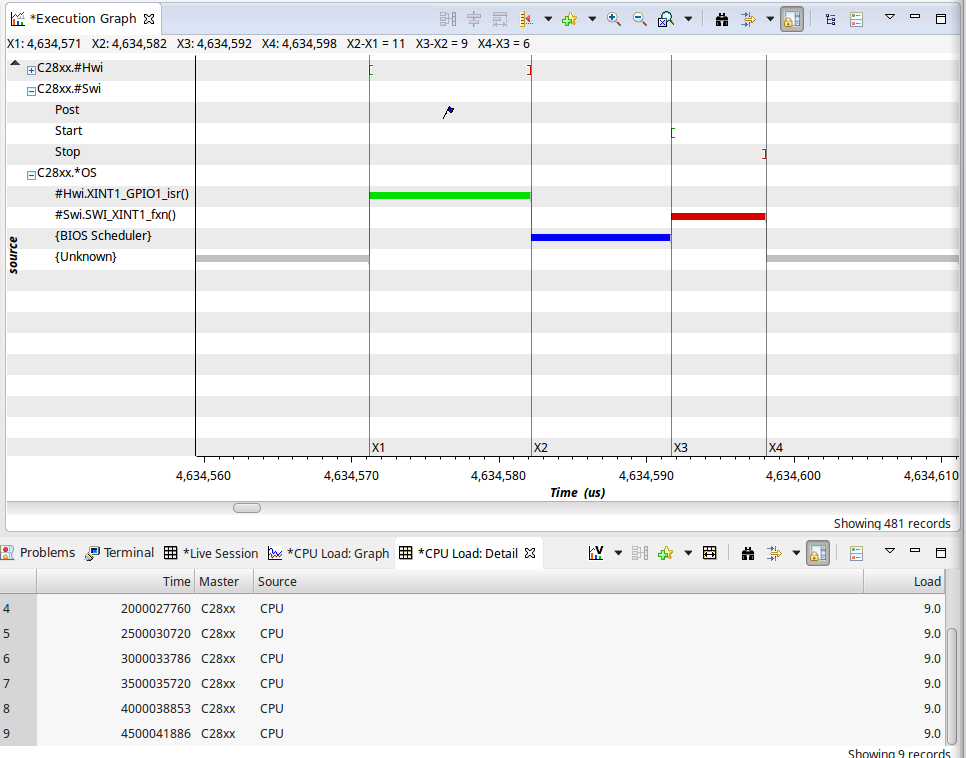 *Execution Graph
X1: 4,634,571 X2: 4,634,582 X3: 4,634,592 X4: 4,634,598 X2-X1 = 11 X3-X2 = 9 X4-X3 = 6
C28xx.#Hwi
C28xx.#Swi
Post
Start
Stop
C28xx.*OS
#Hwi.XINT1_GPIO1_isr()
#Swi.SWI_XINT1_fxn()
{BIOS Scheduler}
{Unknown}
source
X1 X2 X3 X4
4,634,560 4,634,570 4,634,580 4,634,590 4,634,600 4,634,610
Time (us)
Showing 481 records
Problems Terminal *Live Session *CPU Load: Graph *CPU Load: Detail
Time Master Source Load
4 2000027760 C28xx CPU 9.0
5 2500030720 C28xx CPU 9.0
6 3000033786 C28xx CPU 9.0
7 3500035720 C28xx CPU 9.0
8 4000038853 C28xx CPU 9.0
9 4500041886 C28xx CPU 9.0
Showing 9 records